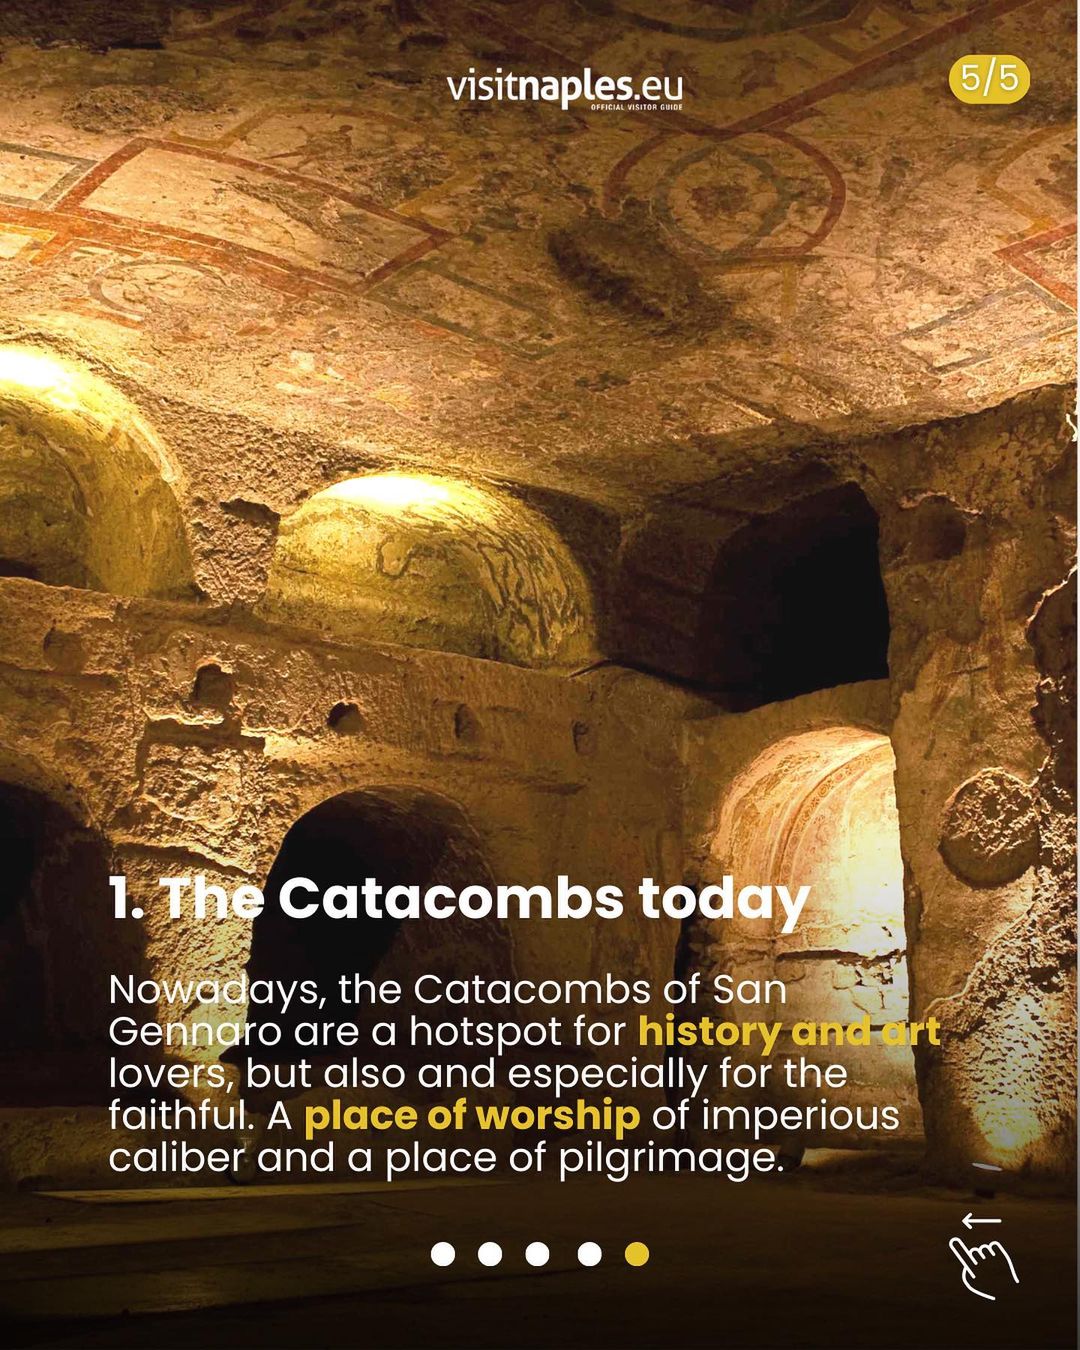 visitnaples.eu
OFFICIAL VISITOR GUIDE
5/5
1. The Catacombs today
Nowadays, the Catacombs of San
Gennaro are a hotspot for history and art
lovers, but also and especially for the
faithful. A place of worship of imperious
caliber and a place of pilgrimage.